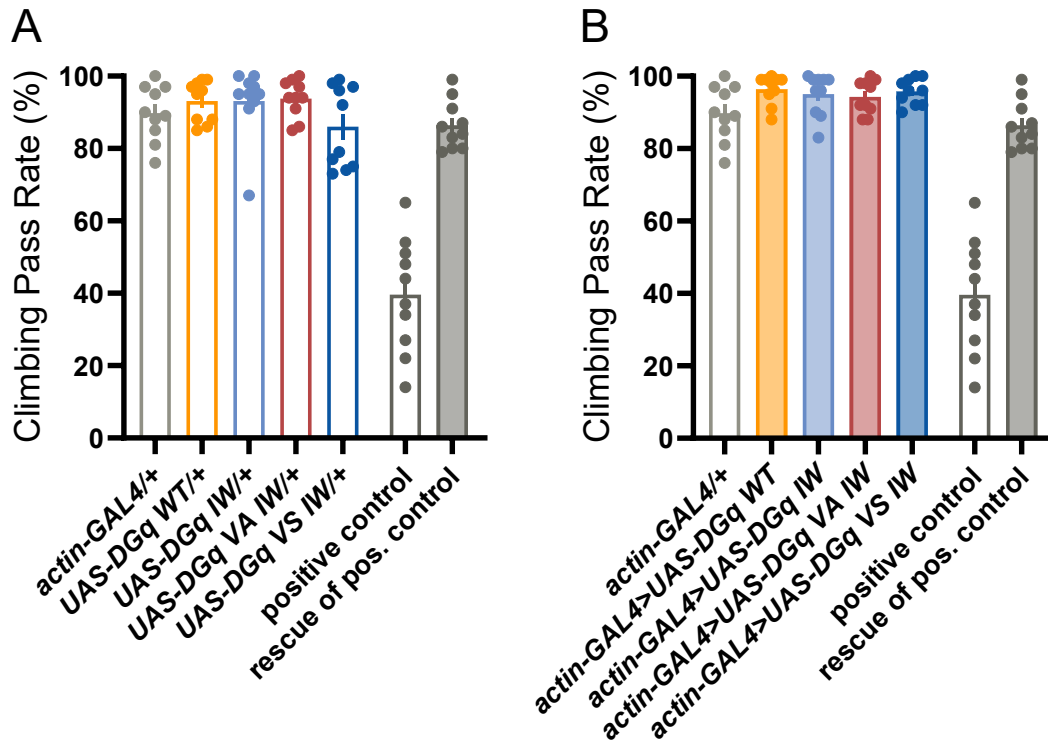 A
Climbing Pass Rate (%)
100
80
60
40
20
0
actin-GAL4/+
UAS-DGq WT/+
UAS-DGq IW/+
UAS-DGq VA IW/+
UAS-DGq VS IW/+
positive control
rescue of pos. control
B
Climbing Pass Rate (%)
100
80
60
40
20
0
actin-GAL4/+
actin-GAL4>UAS-DGq WT
actin-GAL4>UAS-DGq IW
actin-GAL4>UAS-DGq VA IW
actin-GAL4>UAS-DGq VS IW
positive control
rescue of pos. control